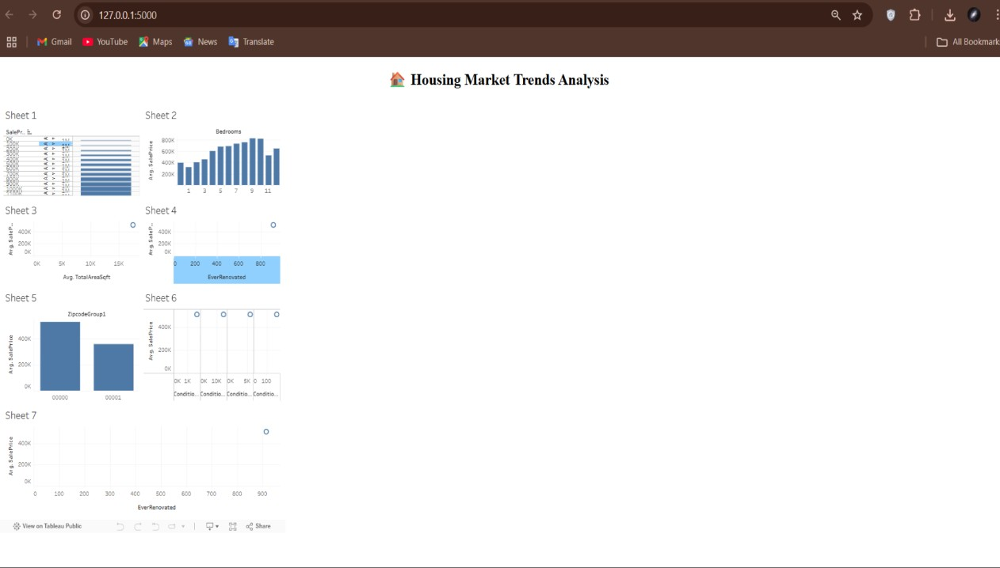 127.0.0.1:5000
Gmail YouTube Maps News Translate All Bookmark
🏠 Housing Market Trends Analysis
Sheet 1
SalePr..
Sheet 2
Bedrooms
Avg. SalePrice
800K
600K
400K
200K
1 3 5 7 9 11
Sheet 3
Avg. SaleP..
400K
200K
0K
0K 5K 10K 15K
Avg. TotalAreaSqft
Sheet 4
Avg. SaleP..
400K
200K
0K
0 200 400 600 800
EverRenovated
Sheet 5
ZipcodeGroup1
Avg. SalePrice
400K
200K
0K
00000 00001
Sheet 6
Avg. SalePrice
400K
200K
0K
0K 1K 0K 10K 0K 5K 0 100
Conditio... Conditio... Conditio... Conditio...
Sheet 7
Avg. SalePrice
400K
200K
0K
0 100 200 300 400 500 600 700 800 900
EverRenovated
View on Tableau Public Share